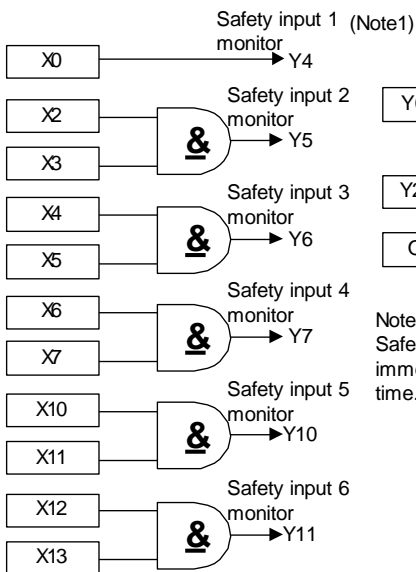 Safety input 1 (Note1)
monitor
X0
Y4
Safety input 2
monitor
X2
&
Y5
X3
Safety input 3
monitor
X4
&
Y6
X5
Safety input 4
monitor
X6
&
Y7
X7
Safety input 5
monitor
X10
&
Y10
X11
Safety input 6
monitor
X12
&
Y11
X13
Y2
Note
Safe
imme
time.